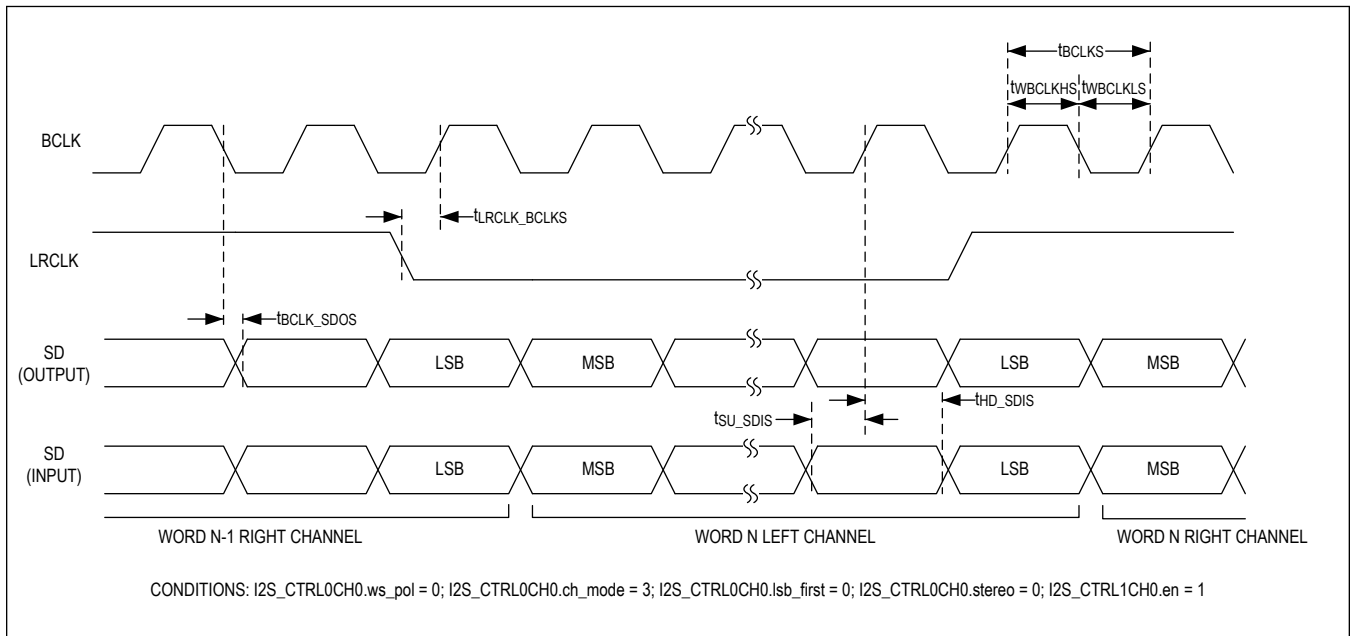 tBCLKS
tWBCLKHS tWBCLKLS
BCLK
tLRCLK_BCLKS
LRCLK
tBCLK_SDOS
SD
(OUTPUT)
LSB MSB LSB MSB
tSU_SDIS tHD_SDIS
SD
(INPUT)
LSB MSB LSB MSB
WORD N-1 RIGHT CHANNEL WORD N LEFT CHANNEL WORD N RIGHT CHANNEL
CONDITIONS: I2S_CTRL0CH0.ws_pol = 0; I2S_CTRL0CH0.ch_mode = 3; I2S_CTRL0CH0.lsb_first = 0; I2S_CTRL0CH0.stereo = 0; I2S_CTRL1CH0.en = 1